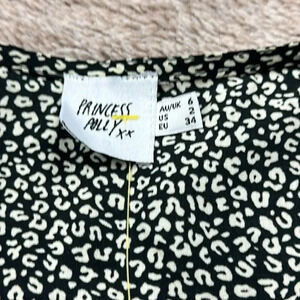 PRINCESS
POLLY xx
AU/UK 6
US 2
EU 34